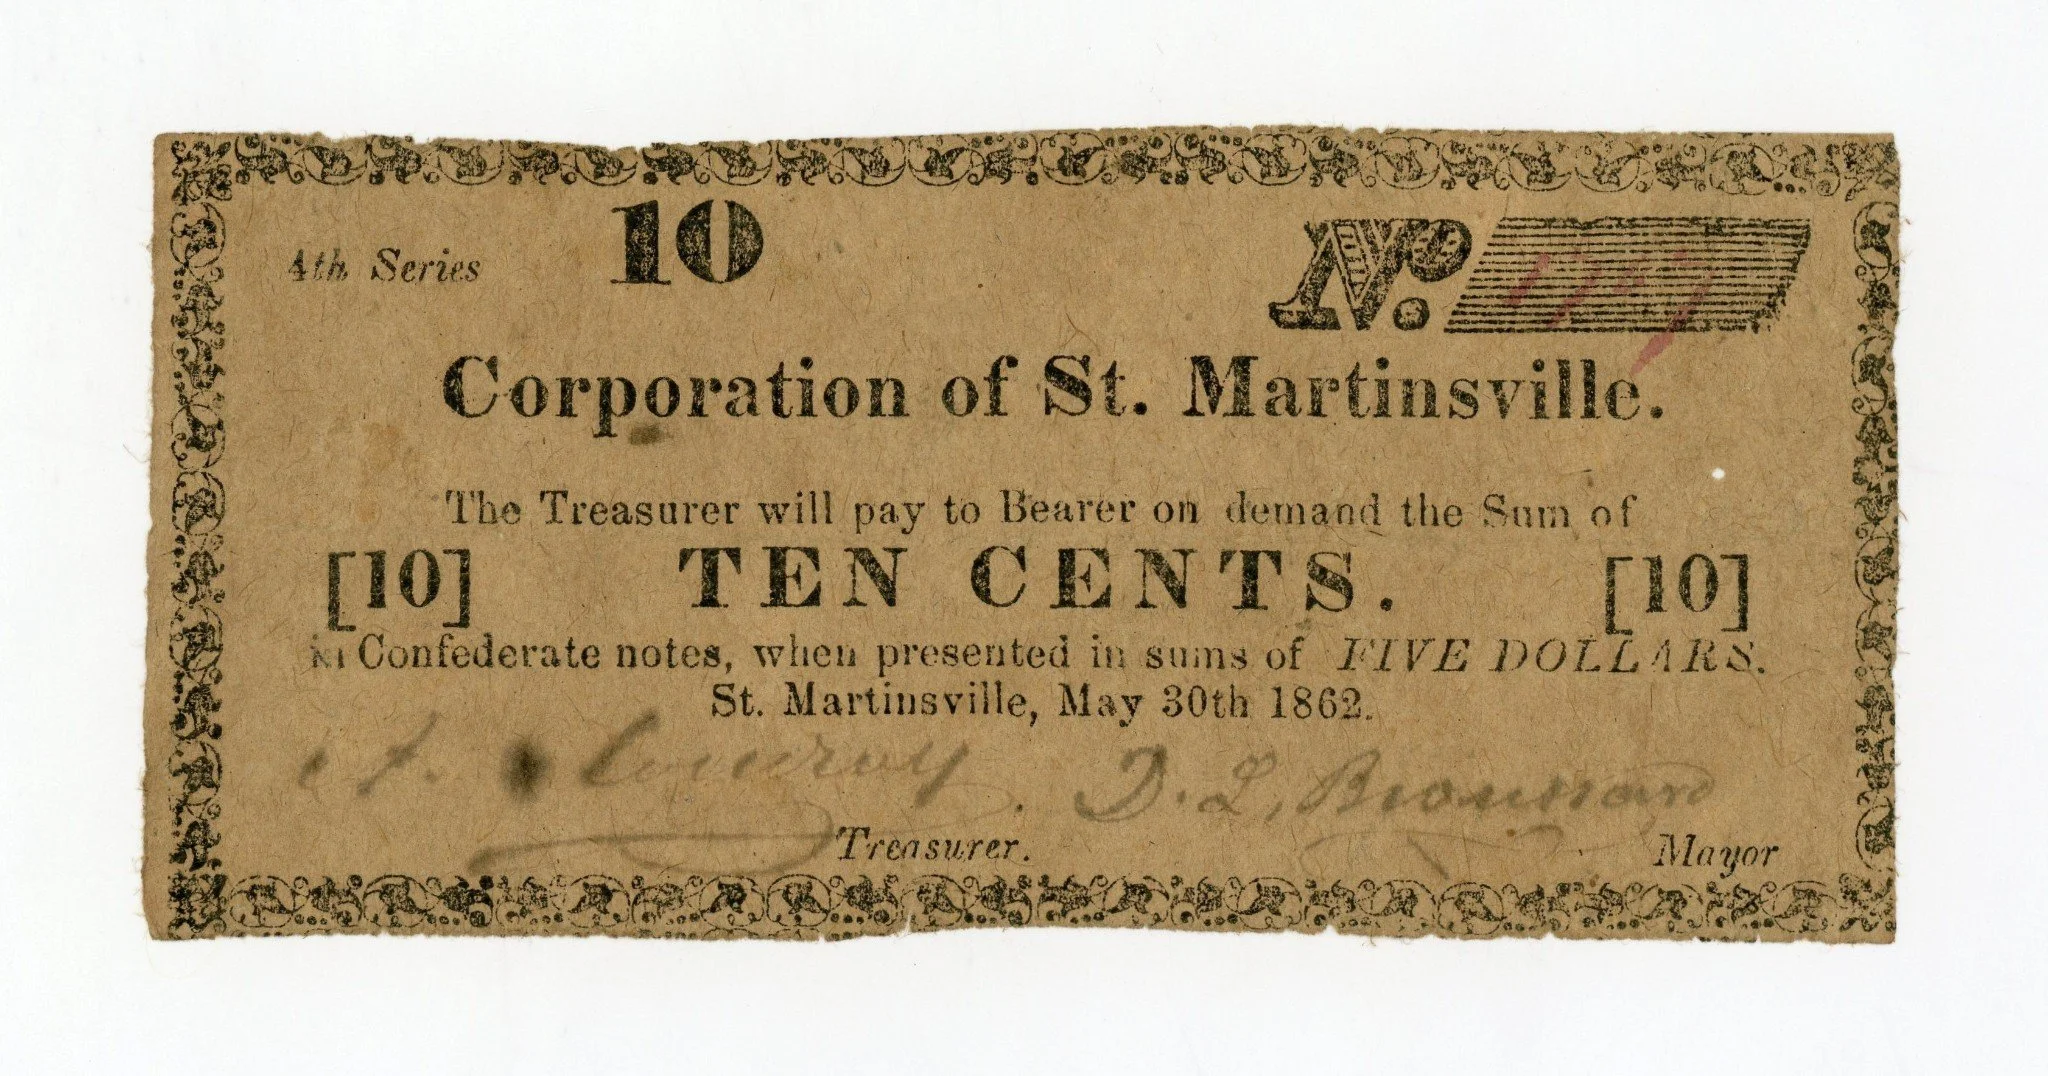 4th Series 10 No.
Corporation of St. Martinsville.
The Treasurer will pay to Bearer on demand the Sum of
[10] TEN CENTS. [10]
in Confederate notes, when presented in sums of FIVE DOLLARS.
St. Martinsville, May 30th 1862.
D. L. Broussard
Treasurer. Mayor